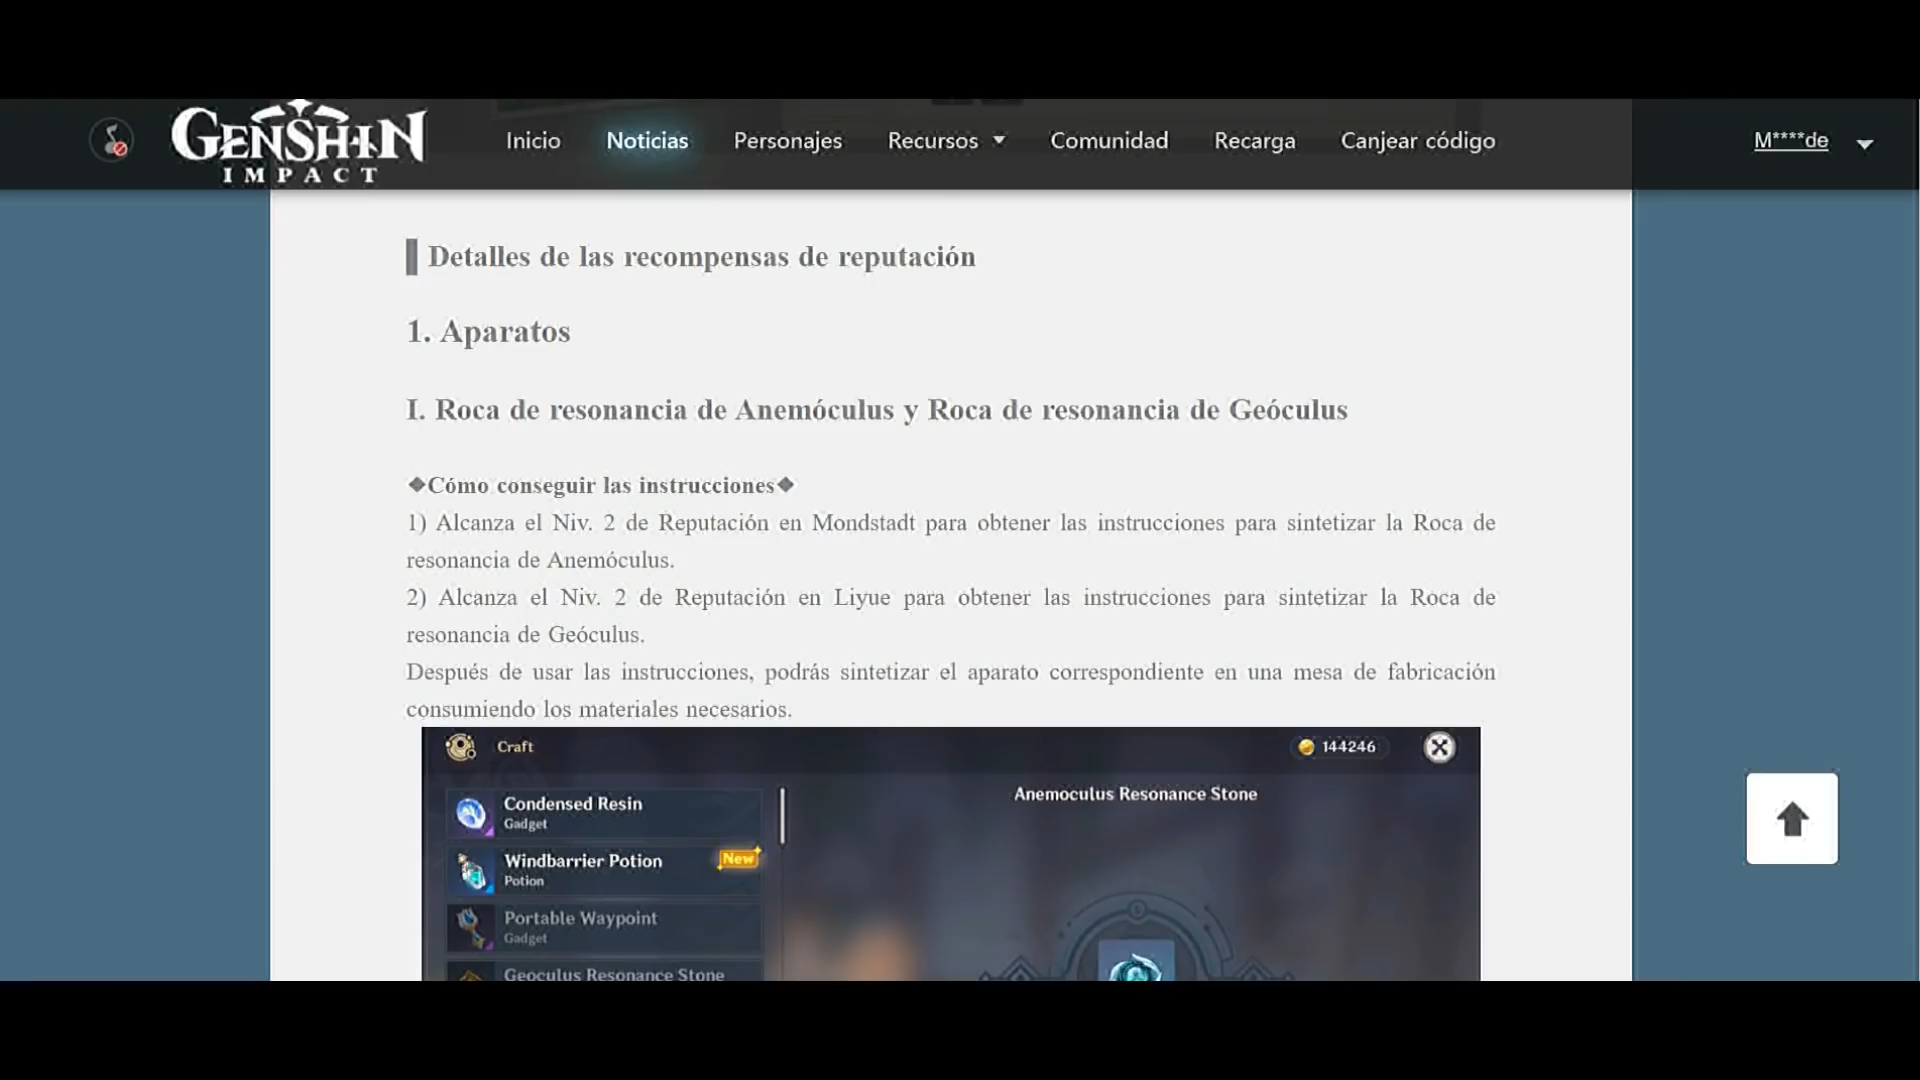 GENSHIN
IMPACT
Inicio
Noticias
Personajes
Recursos
Comunidad
Recarga
Canjear código
M****de
Detalles de las recompensas de reputación
1. Aparatos
I. Roca de resonancia de Anemóculus y Roca de resonancia de Geóculus
❖Cómo conseguir las instrucciones❖
1) Alcanza el Niv. 2 de Reputación en Mondstadt para obtener las instrucciones para sintetizar la Roca de
resonancia de Anemóculus.
2) Alcanza el Niv. 2 de Reputación en Liyue para obtener las instrucciones para sintetizar la Roca de
resonancia de Geóculus.
Después de usar las instrucciones, podrás sintetizar el aparato correspondiente en una mesa de fabricación
consumiendo los materiales necesarios.
Craft
144246
Condensed Resin
Gadget
Anemoculus Resonance Stone
Windbarrier Potion
New
Potion
Portable Waypoint
Gadget
Geoculus Resonance Stone